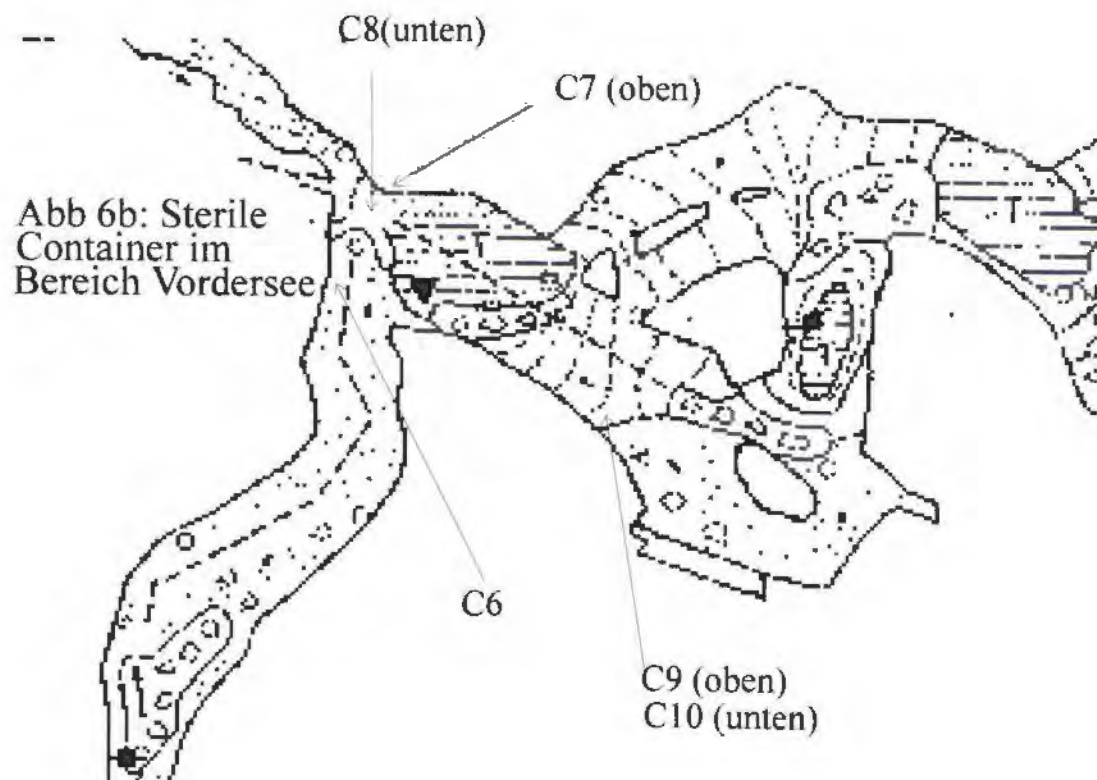 C8(unten)
C7 (oben)
Abb 6b: Sterile
Container im
Bereich Vordersee
C6
C9 (oben)
C10 (unten)